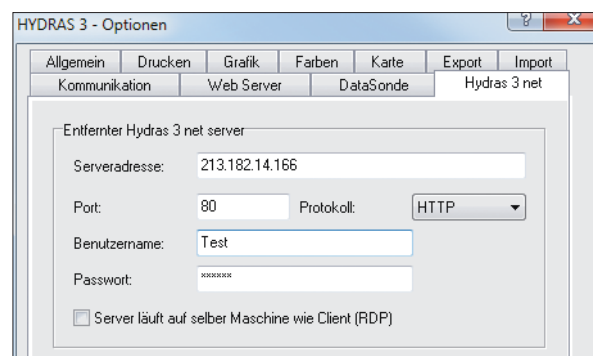 HYDRAS 3 - Optionen
Allgemein Drucken Grafik Farben Karte Export Import
Kommunikation Web Server DataSonde Hydras 3 net
Entfernter Hydras 3 net server
Serveradresse: 213.182.14.166
Port: 80 Protokoll: HTTP
Benutzername: Test
Passwort: ××××××
Server läuft auf selber Maschine wie Client (RDP)